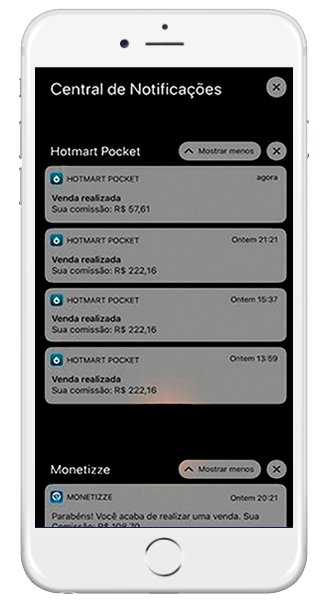 Central de Notificações
Hotmart Pocket
Mostrar menos
HOTMART POCKET
agora
Venda realizada
Sua comissão: R$ 57,61
HOTMART POCKET
Ontem 21:21
Venda realizada
Sua comissão: R$ 222,16
HOTMART POCKET
Ontem 15:37
Venda realizada
Sua comissão: R$ 222,16
HOTMART POCKET
Ontem 13:59
Venda realizada
Sua comissão: R$ 222,16
Monetizze
Mostrar menos
MONETIZZE
Ontem 20:21
Parabéns! Você acaba de realizar uma venda. Sua
Comissão: R$ 108,70